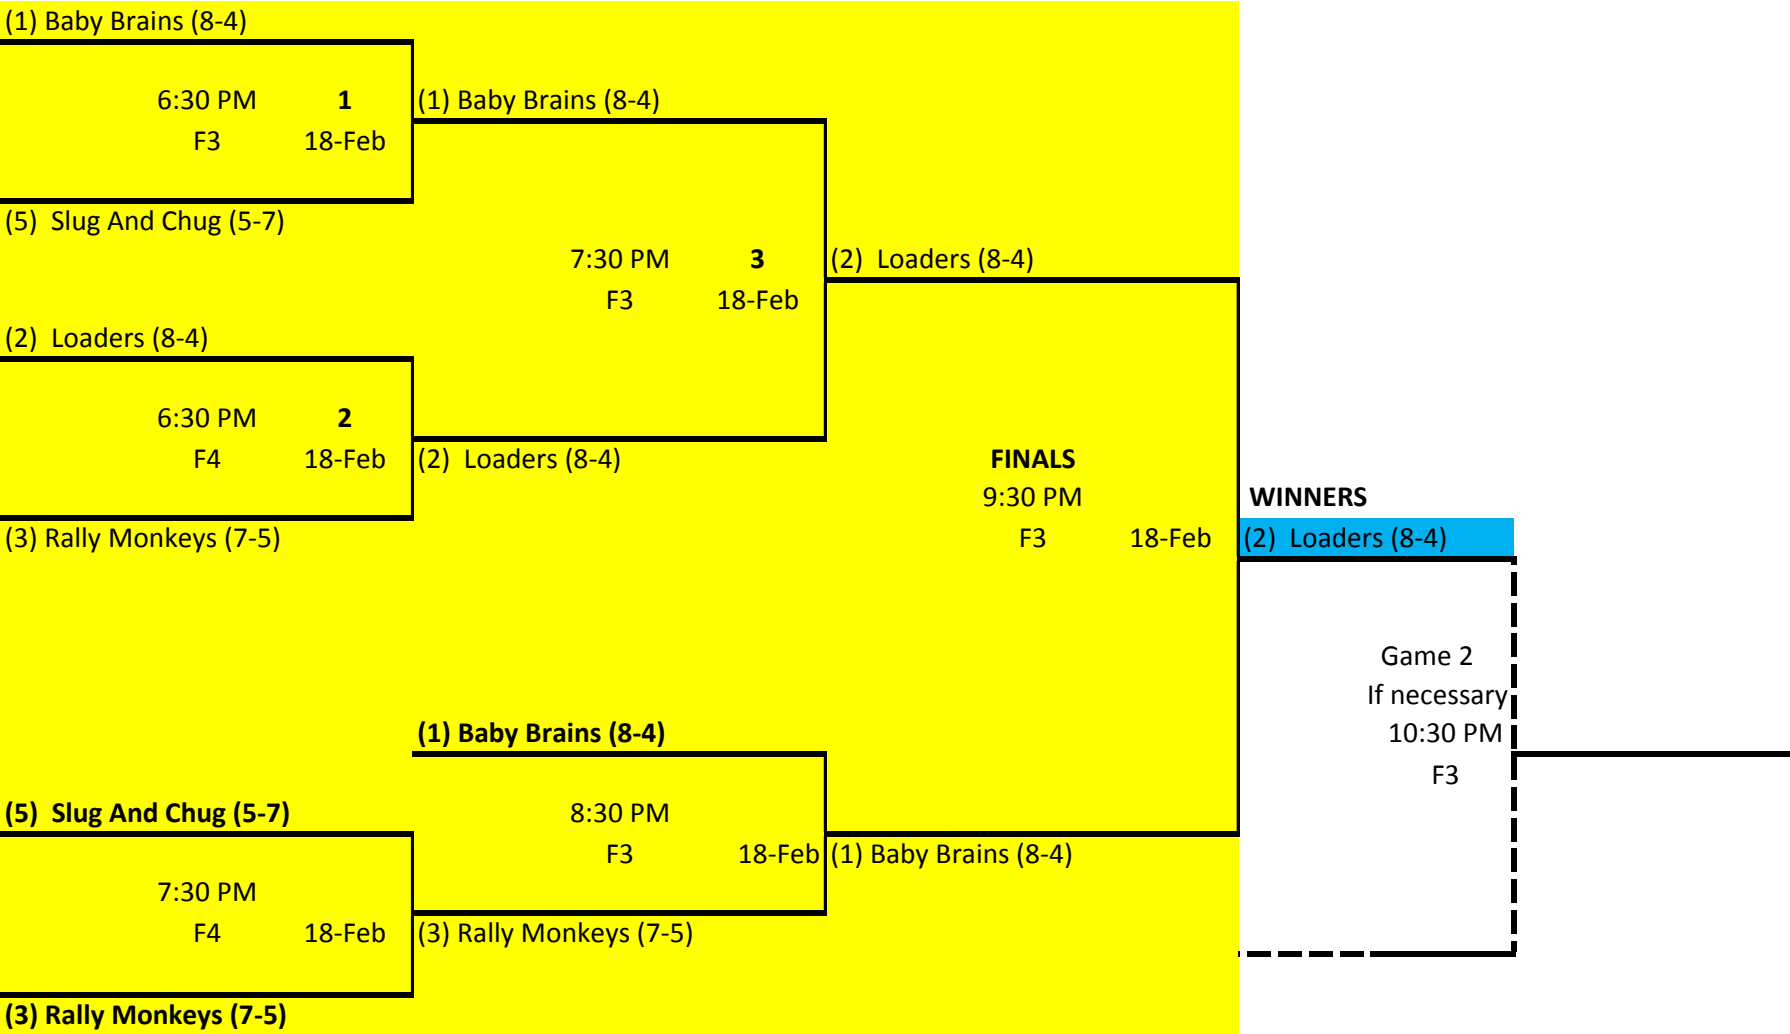 (1) Baby Brains (8-4)
6:30 PM 1 (1) Baby Brains (8-4)
F3 18-Feb
(5) Slug And Chug (5-7)
7:30 PM 3 (2) Loaders (8-4)
F3 18-Feb
(2) Loaders (8-4)
6:30 PM 2
F4 18-Feb (2) Loaders (8-4) FINALS
9:30 PM WINNERS
(3) Rally Monkeys (7-5) F3 18-Feb (2) Loaders (8-4)
Game 2
If necessary
(1) Baby Brains (8-4) 10:30 PM
F3
(5) Slug And Chug (5-7) 8:30 PM
F3 18-Feb (1) Baby Brains (8-4)
7:30 PM
F4 18-Feb (3) Rally Monkeys (7-5)
(3) Rally Monkeys (7-5)